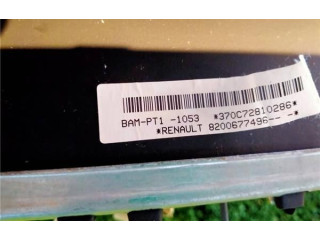 BAM-PT1 -1053 *370C72810286*
*RENAULT 8200677496-- -*